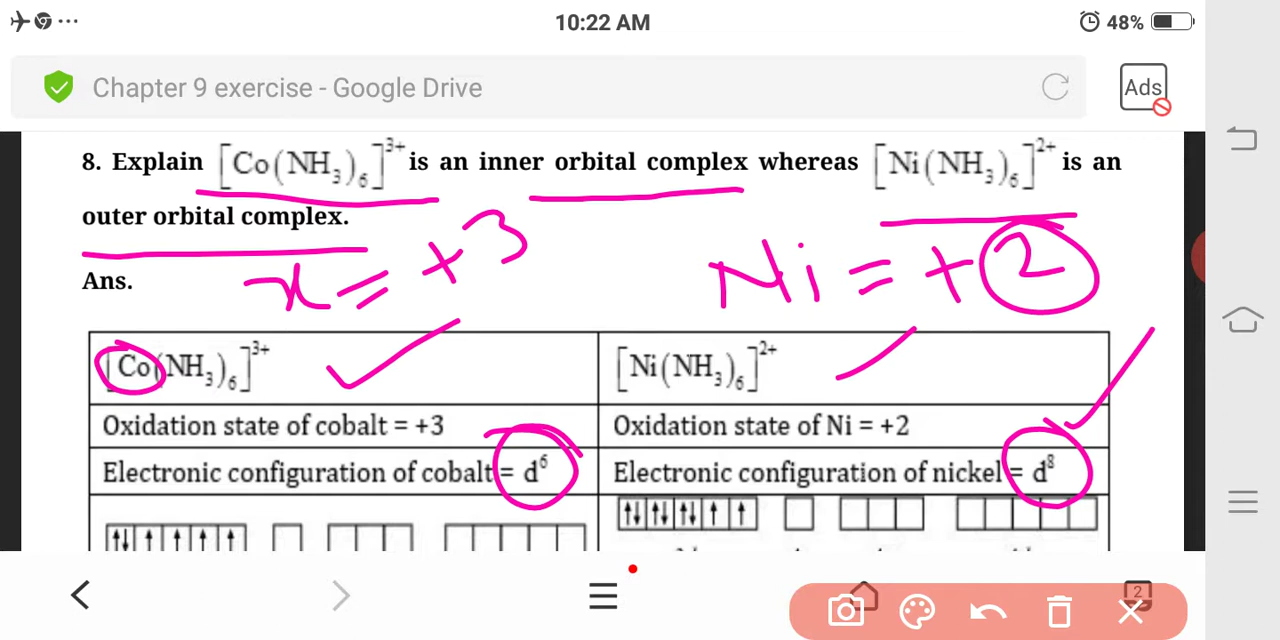 10:22 AM
48%
Chapter 9 exercise - Google Drive
Ads
8. Explain [Co(NH₃)₆]³⁺ is an inner orbital complex whereas [Ni(NH₃)₆]²⁺ is an
outer orbital complex.
x = +3
Ni = +2
Ans.
[Co(NH₃)₆]³⁺
[Ni(NH₃)₆]²⁺
Oxidation state of cobalt = +3
Oxidation state of Ni = +2
Electronic configuration of cobalt = d⁶
Electronic configuration of nickel = d⁸
2